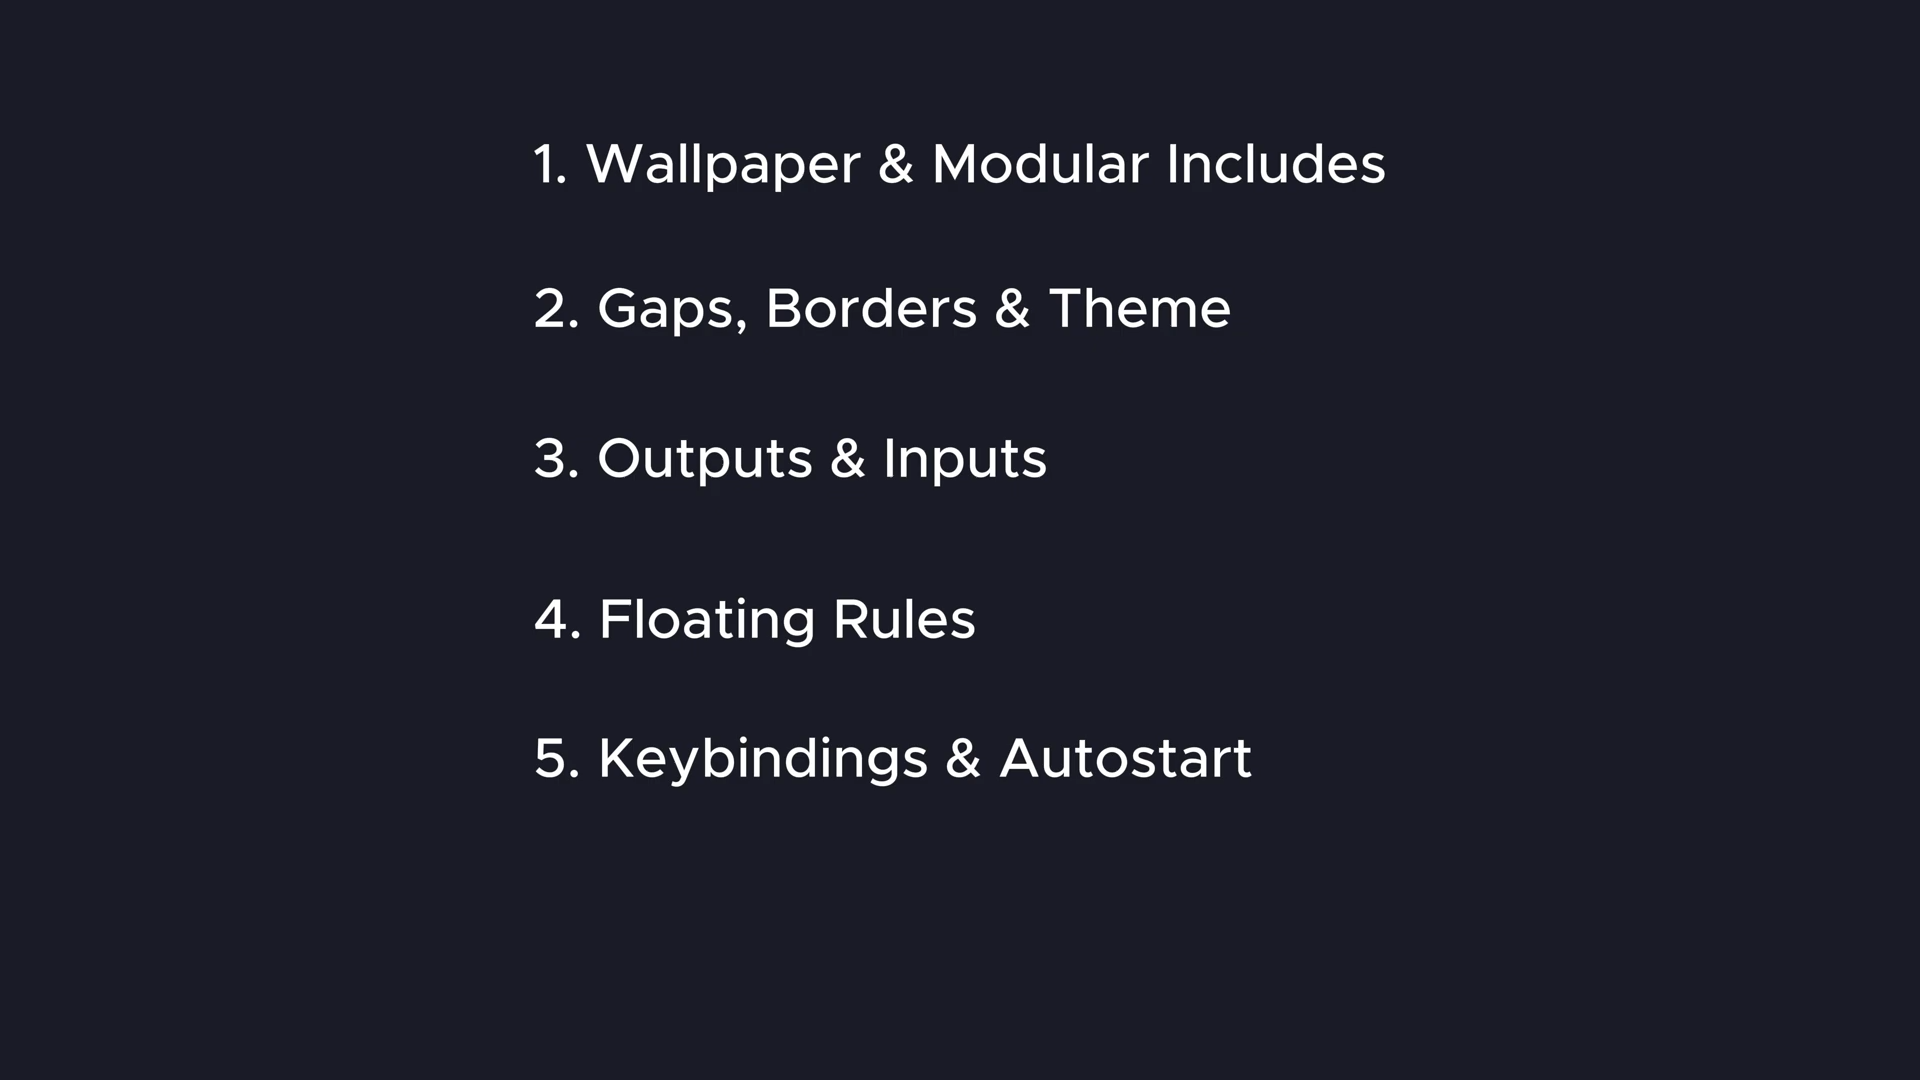 1. Wallpaper & Modular Includes
2. Gaps, Borders & Theme
3. Outputs & Inputs
4. Floating Rules
5. Keybindings & Autostart